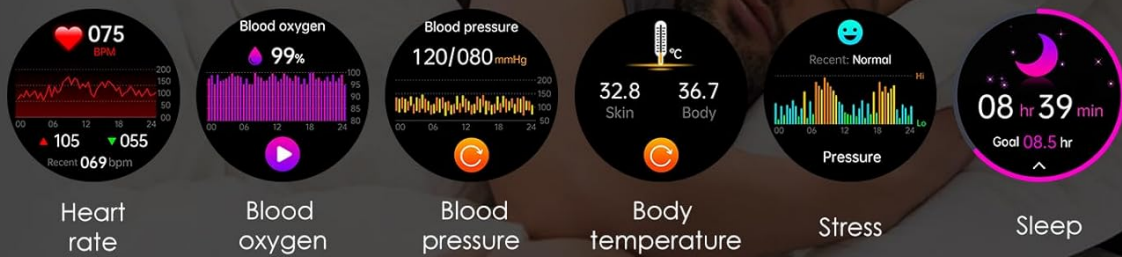 075
BPM
200
150
100
50
00
00 06 12 18 24
105 055
Recent 069 bpm
Heart
rate
Blood oxygen
99%
100
95
90
85
80
00 06 12 18 24
Blood
oxygen
Blood pressure
120/080 mmHg
200
150
100
50
00 06 12 18 24
Blood
pressure
°C
32.8 36.7
Skin Body
Body
temperature
Recent: Normal
Hi
Lo
00 06 12 18 24
Pressure
Stress
08 hr 39 min
Goal 08.5 hr
Sleep